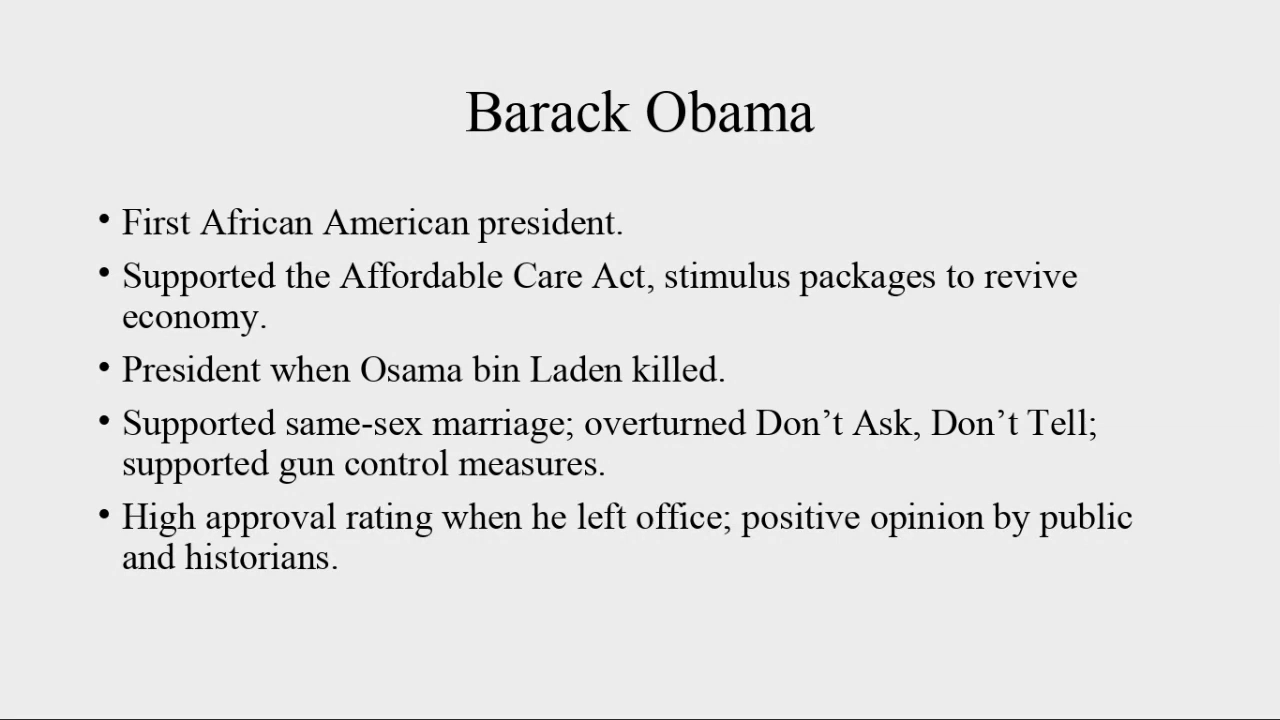 Barack Obama
• First African American president.
• Supported the Affordable Care Act, stimulus packages to revive
economy.
• President when Osama bin Laden killed.
• Supported same-sex marriage; overturned Don’t Ask, Don’t Tell;
supported gun control measures.
• High approval rating when he left office; positive opinion by public
and historians.